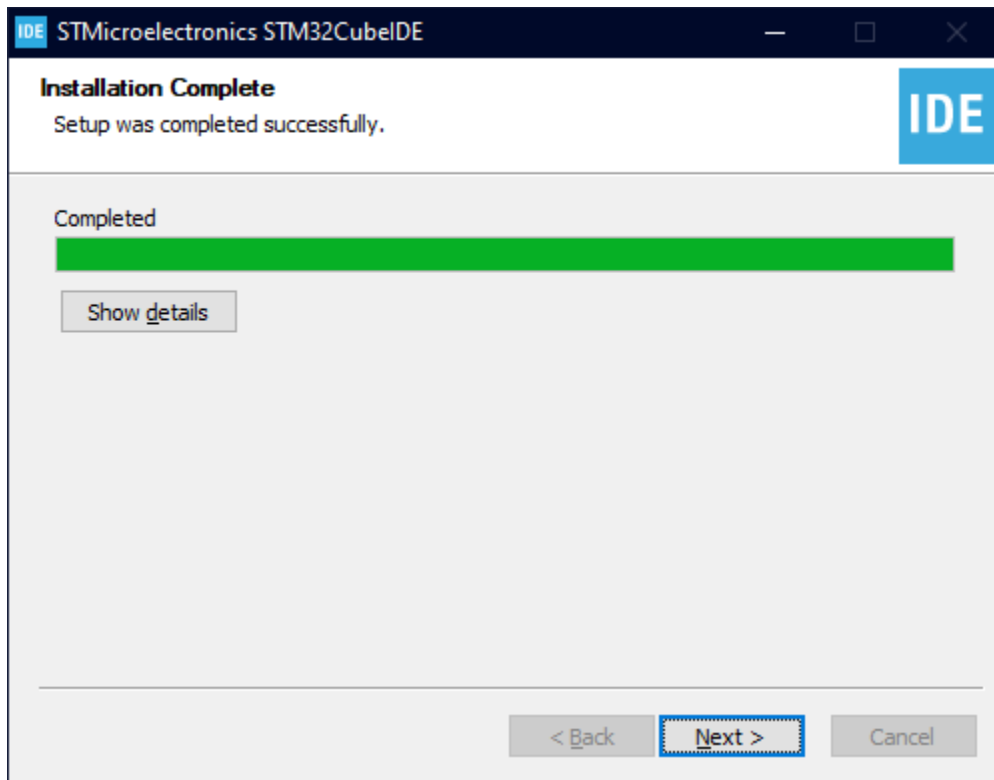 IDE STMicroelectronics STM32CubeIDE
Installation Complete
Setup was completed successfully.
IDE
Completed
Show details
< Back Next > Cancel